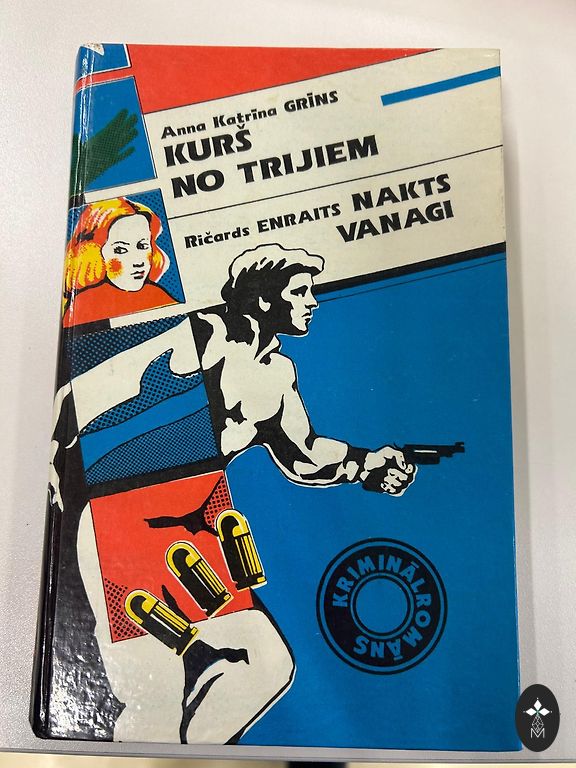 Anna Katrīna GRĪNS
KURŠ
NO TRIJIEM
Ričards ENRAITS NAKTS
VANAGI
KRIMINĀLROMĀNS
M